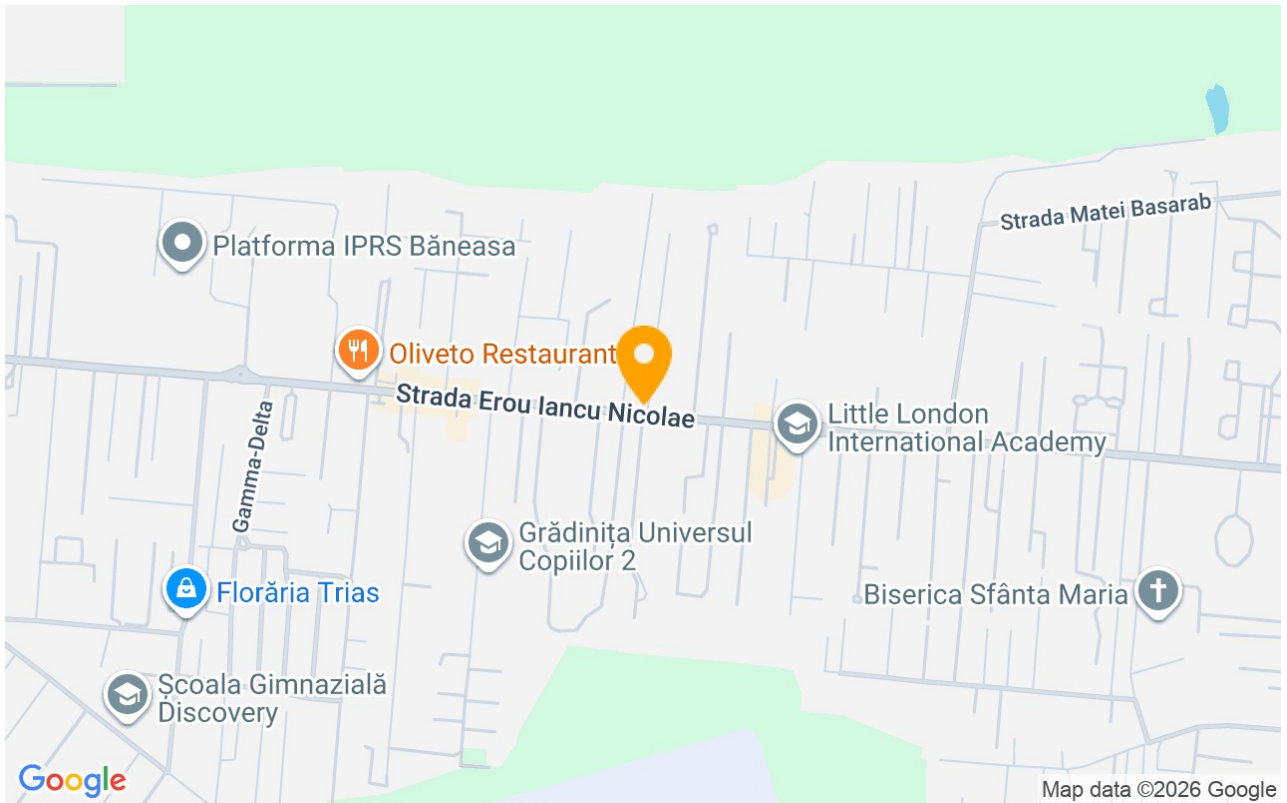 Strada Matei Basarab
Platforma IPRS Băneasa
Oliveto Restaurant
Strada Erou Iancu Nicolae
Little London
International Academy
Gamma-Delta
Grădinița Universul
Copiilor 2
Florăria Trias
Biserica Sfânta Maria
Școala Gimnazială
Discovery
Google
Map data ©2026 Google